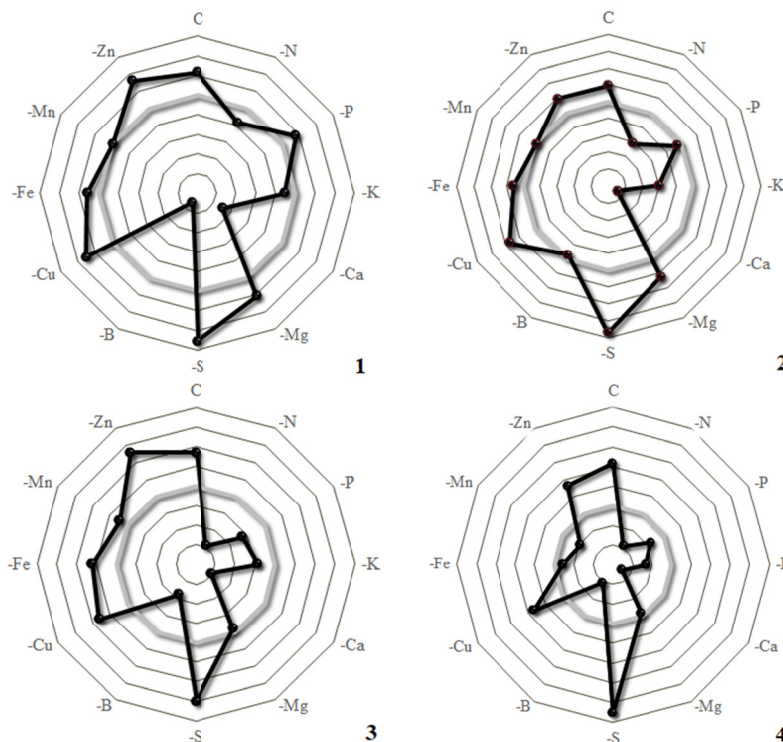 C
-Zn -N
-Mn -P
-Fe -K
-Cu -Ca
-B -Mg
-S
1
C
-Zn -N
-Mn -P
-Fe -K
-Cu -Ca
-B -Mg
-S
2
C
-Zn -N
-Mn -P
-Fe -K
-Cu -Ca
-B -Mg
-S
3
C
-Zn -N
-Mn -P
-Fe
-Cu -Ca
-B -Mg
-S
4